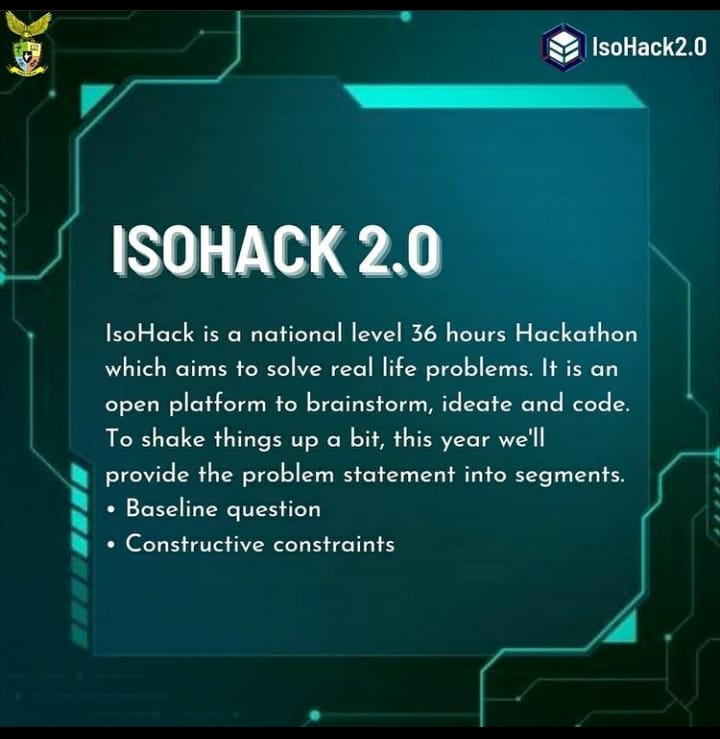 IsoHack2.0
ISOHACK 2.0
IsoHack is a national level 36 hours Hackathon
which aims to solve real life problems. It is an
open platform to brainstorm, ideate and code.
To shake things up a bit, this year we'll
provide the problem statement into segments.
• Baseline question
• Constructive constraints